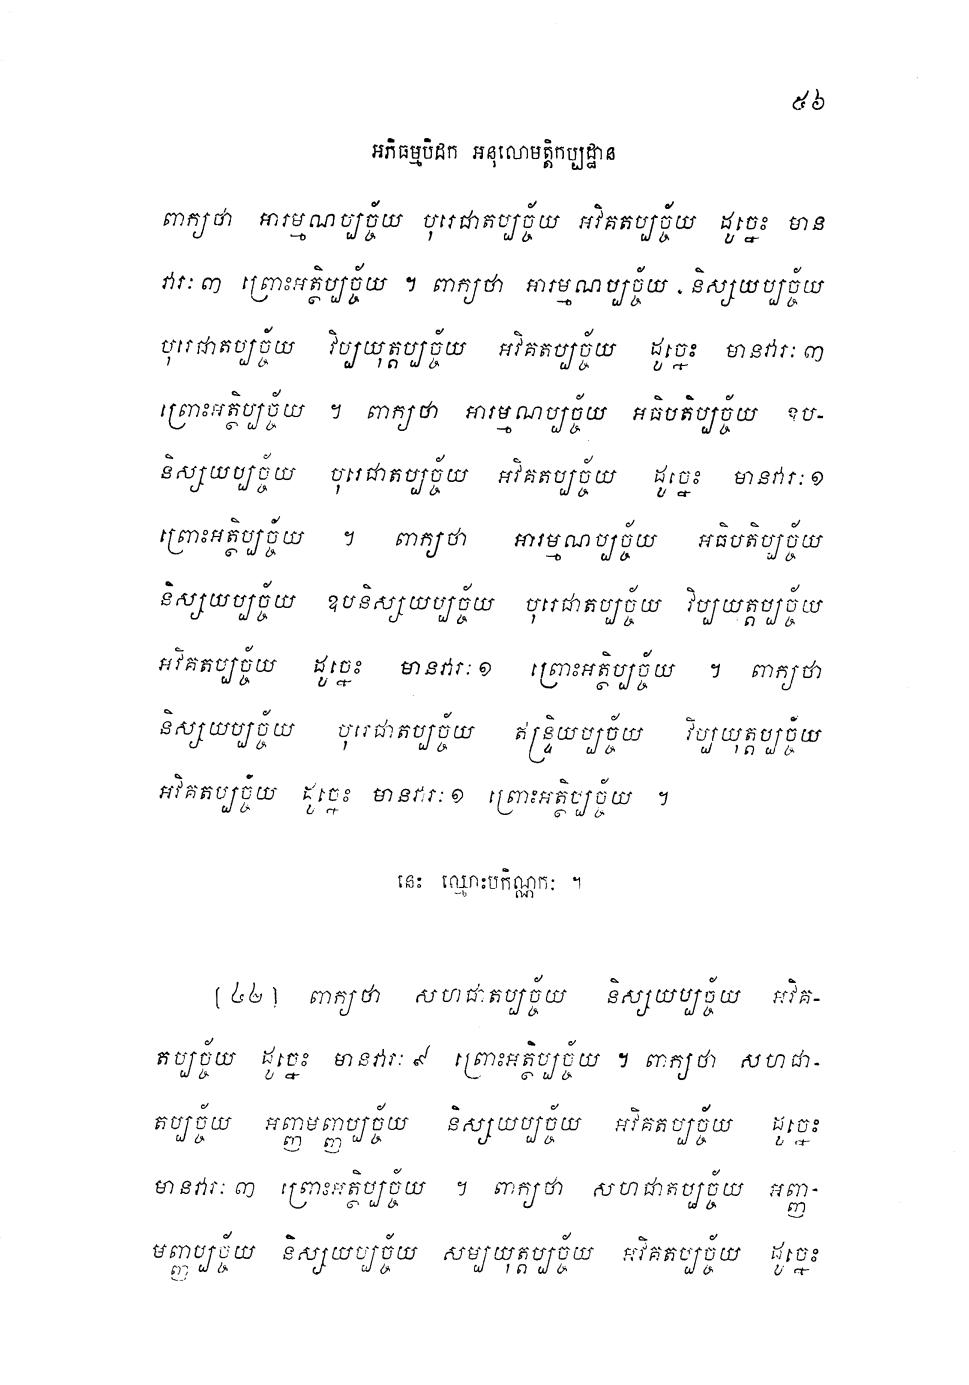 ៥៦
អភិធម្មបិដក អនុលោមត្តិកប្បដ្ឋាន
ពាក្យថា អារម្មណប្បច្ច័យ បុរេជាតប្បច្ច័យ អវិគតប្បច្ច័យ ដូច្នេះ មាន
វារៈ ៣ ព្រោះអត្ថិប្បច្ច័យ ។ ពាក្យថា អារម្មណប្បច្ច័យ និស្សយប្បច្ច័យ
បុរេជាតប្បច្ច័យ វិប្បយុត្តប្បច្ច័យ អវិគតប្បច្ច័យ ដូច្នេះ មានវារៈ ៣
ព្រោះអត្ថិប្បច្ច័យ ។ ពាក្យថា អារម្មណប្បច្ច័យ អធិបតិប្បច្ច័យ ឧប-
និស្សយប្បច្ច័យ បុរេជាតប្បច្ច័យ អវិគតប្បច្ច័យ ដូច្នេះ មានវារៈ ១
ព្រោះអត្ថិប្បច្ច័យ ។ ពាក្យថា អារម្មណប្បច្ច័យ អធិបតិប្បច្ច័យ
និស្សយប្បច្ច័យ ឧបនិស្សយប្បច្ច័យ បុរេជាតប្បច្ច័យ វិប្បយុត្តប្បច្ច័យ
អវិគតប្បច្ច័យ ដូច្នេះ មានវារៈ ១ ព្រោះអត្ថិប្បច្ច័យ ។ ពាក្យថា
និស្សយប្បច្ច័យ បុរេជាតប្បច្ច័យ ឥន្ទ្រិយប្បច្ច័យ វិប្បយុត្តប្បច្ច័យ
អវិគតប្បច្ច័យ ដូច្នេះ មានវារៈ ១ ព្រោះអត្ថិប្បច្ច័យ ។
នេះ ឈ្មោះបកិណ្ណកៈ ។
[៤៤] ពាក្យថា សហជាតប្បច្ច័យ និស្សយប្បច្ច័យ អវិគ-
តប្បច្ច័យ ដូច្នេះ មានវារៈ ៩ ព្រោះអត្ថិប្បច្ច័យ ។ ពាក្យថា សហជា-
តប្បច្ច័យ អញ្ញមញ្ញប្បច្ច័យ និស្សយប្បច្ច័យ អវិគតប្បច្ច័យ ដូច្នេះ
មានវារៈ ៣ ព្រោះអត្ថិប្បច្ច័យ ។ ពាក្យថា សហជាតប្បច្ច័យ អញ្ញ-
មញ្ញប្បច្ច័យ និស្សយប្បច្ច័យ សម្បយុត្តប្បច្ច័យ អវិគតប្បច្ច័យ ដូច្នេះ